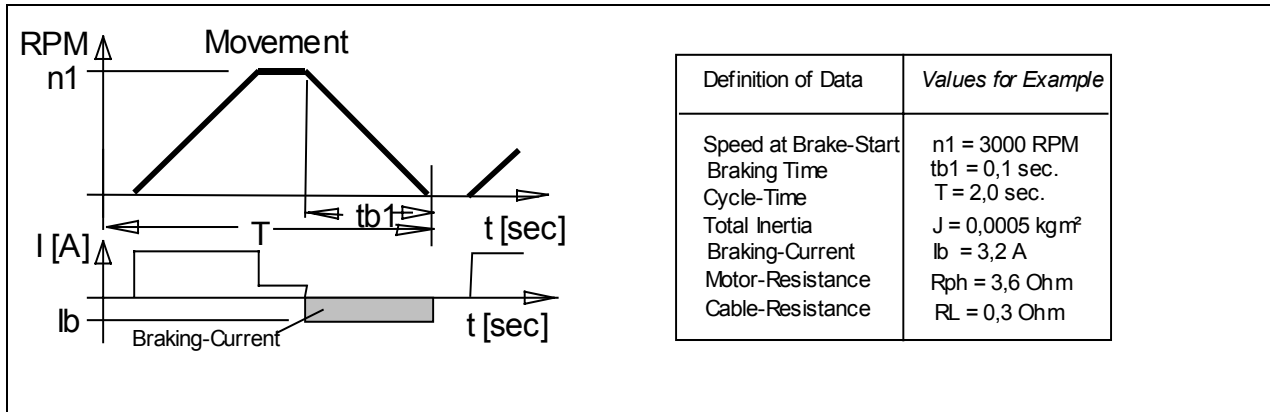 RPM
Movement
n1
tb1
t [sec]
T
I [A]
Ib
Braking-Current
t [sec]
Definition of Data Values for Example
Speed at Brake-Start n1 = 3000 RPM
Braking Time tb1 = 0,1 sec.
Cycle-Time T = 2,0 sec.
Total Inertia J = 0,0005 kgm²
Braking-Current Ib = 3,2 A
Motor-Resistance Rph = 3,6 Ohm
Cable-Resistance RL = 0,3 Ohm